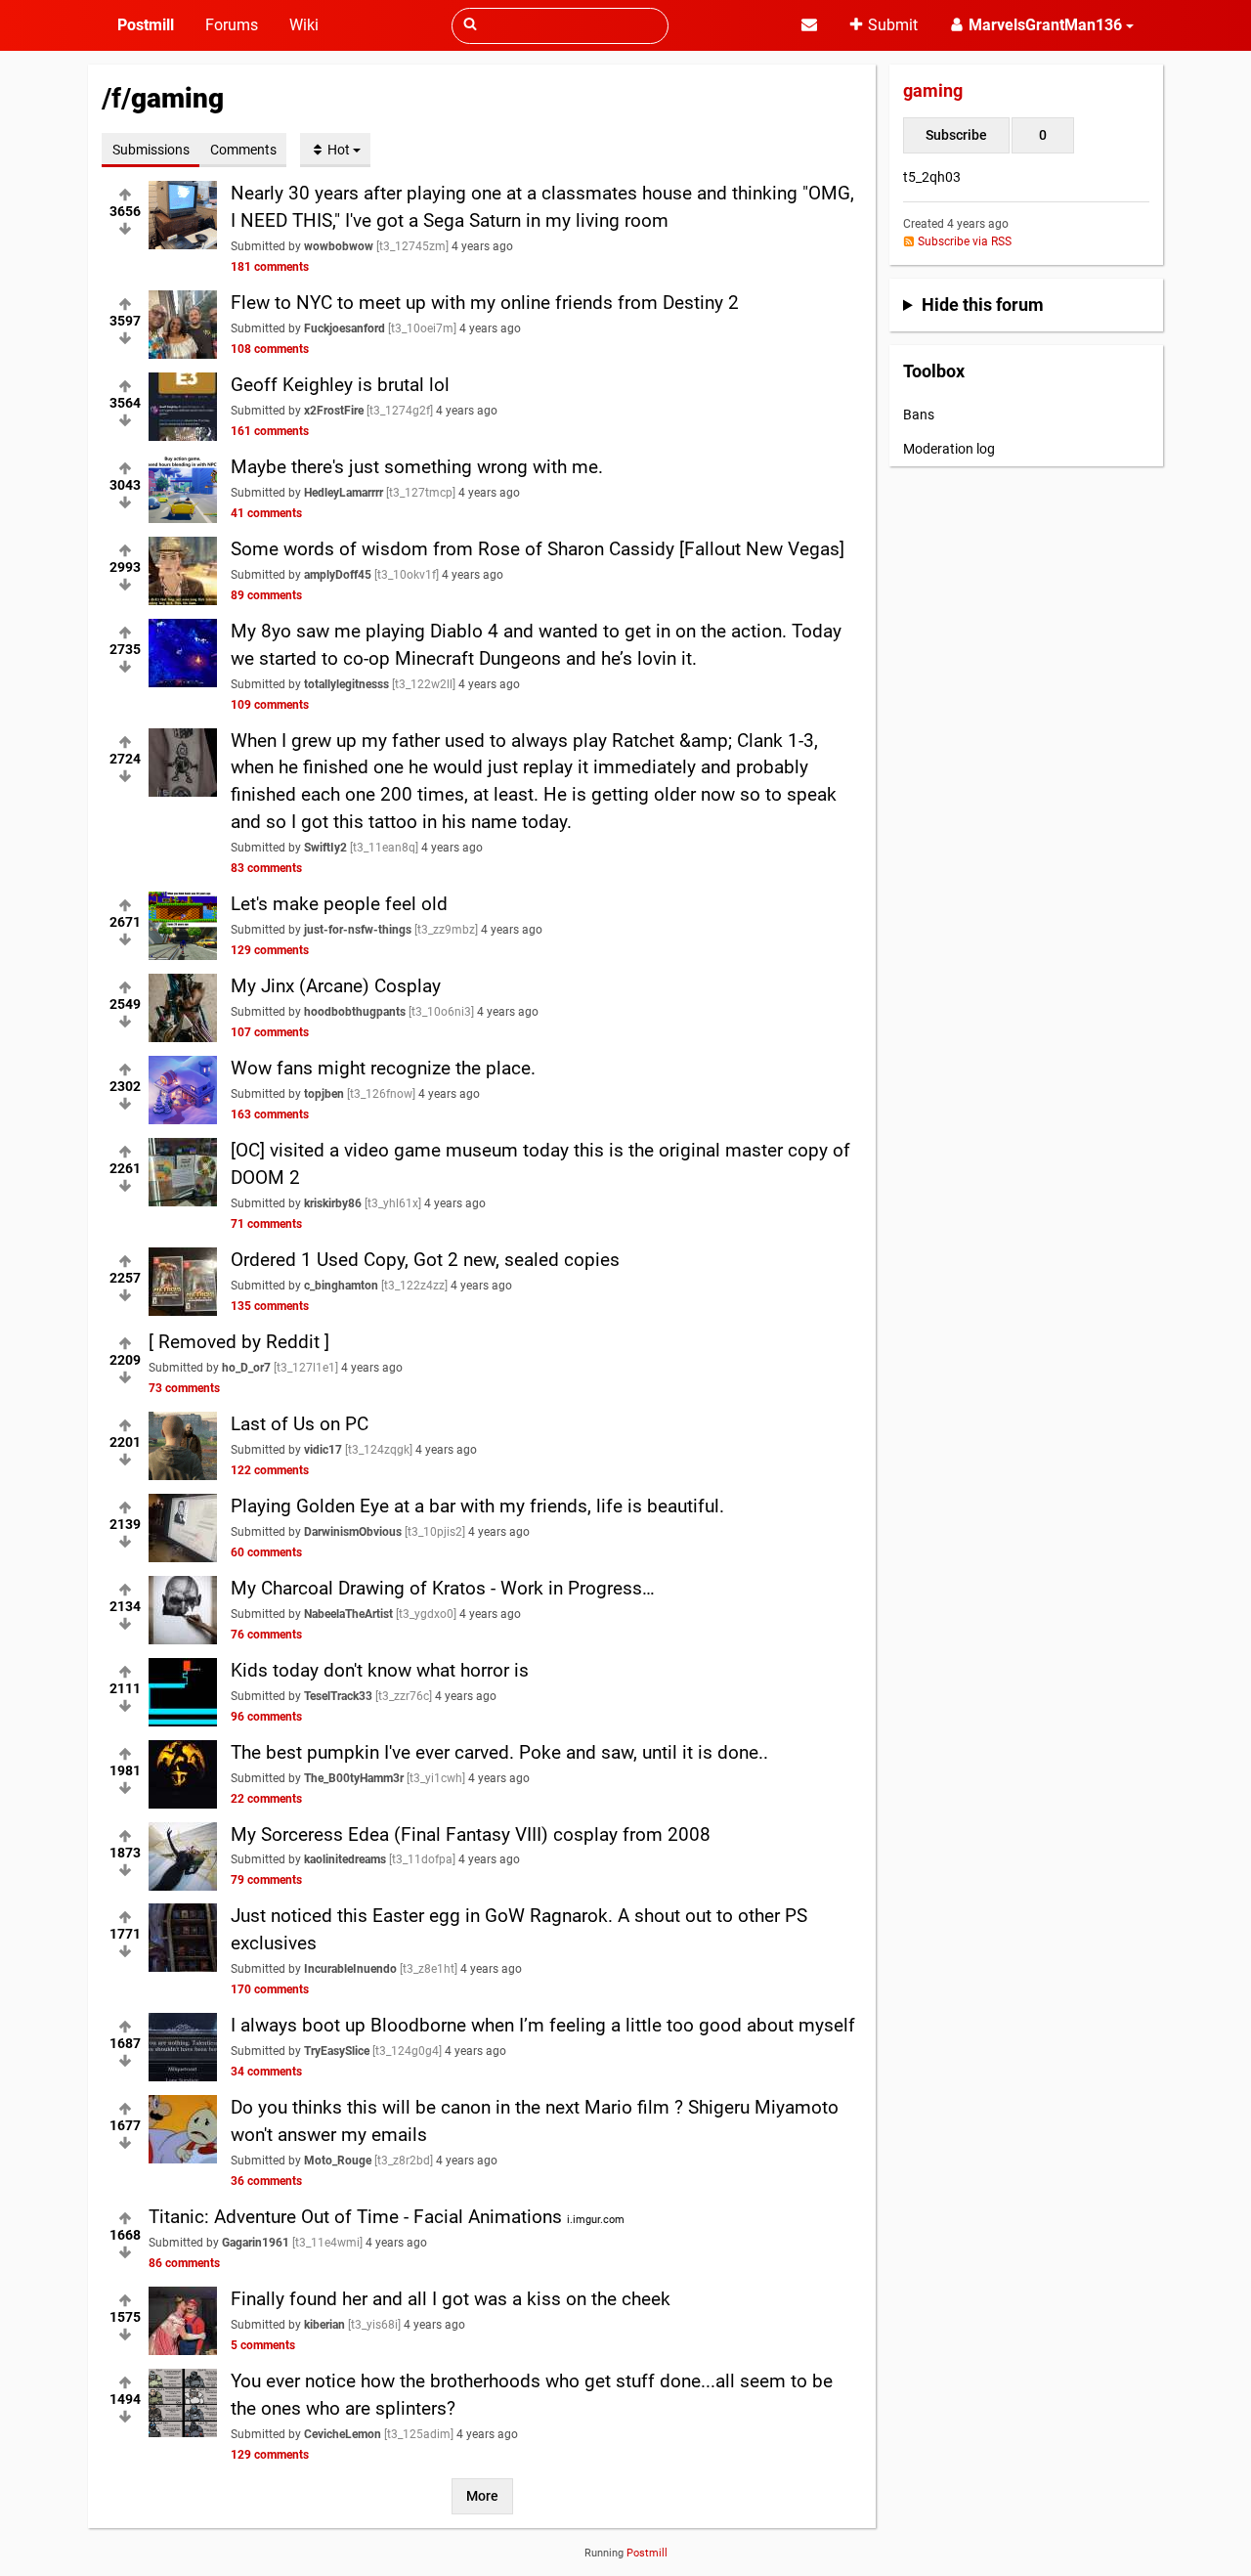 Postmill Forums Wiki Submit MarvelsGrantMan136
/f/gaming
Submissions Comments Hot
3656
Nearly 30 years after playing one at a classmates house and thinking "OMG,
I NEED THIS," I've got a Sega Saturn in my living room
Submitted by wowbobwow [t3_12745zm] 4 years ago
181 comments
3597
Flew to NYC to meet up with my online friends from Destiny 2
Submitted by Fuckjoesanford [t3_10oei7m] 4 years ago
108 comments
3564
Geoff Keighley is brutal lol
Submitted by x2FrostFire [t3_1274g2f] 4 years ago
161 comments
3043
Maybe there's just something wrong with me.
Submitted by HedleyLamarrrr [t3_127tmcp] 4 years ago
41 comments
2993
Some words of wisdom from Rose of Sharon Cassidy [Fallout New Vegas]
Submitted by amplyDoff45 [t3_10okv1f] 4 years ago
89 comments
2735
My 8yo saw me playing Diablo 4 and wanted to get in on the action. Today
we started to co-op Minecraft Dungeons and he’s lovin it.
Submitted by totallylegitnesss [t3_122w2ll] 4 years ago
109 comments
2724
When I grew up my father used to always play Ratchet &amp; Clank 1-3,
when he finished one he would just replay it immediately and probably
finished each one 200 times, at least. He is getting older now so to speak
and so I got this tattoo in his name today.
Submitted by Swiftly2 [t3_11ean8q] 4 years ago
83 comments
2671
Let's make people feel old
Submitted by just-for-nsfw-things [t3_zz9mbz] 4 years ago
129 comments
2549
My Jinx (Arcane) Cosplay
Submitted by hoodbobthugpants [t3_10o6ni3] 4 years ago
107 comments
2302
Wow fans might recognize the place.
Submitted by topjben [t3_126fnow] 4 years ago
163 comments
2261
[OC] visited a video game museum today this is the original master copy of
DOOM 2
Submitted by kriskirby86 [t3_yhl61x] 4 years ago
71 comments
2257
Ordered 1 Used Copy, Got 2 new, sealed copies
Submitted by c_binghamton [t3_122z4zz] 4 years ago
135 comments
2209
[ Removed by Reddit ]
Submitted by ho_D_or7 [t3_127l1e1] 4 years ago
73 comments
2201
Last of Us on PC
Submitted by vidic17 [t3_124zqgk] 4 years ago
122 comments
2139
Playing Golden Eye at a bar with my friends, life is beautiful.
Submitted by DarwinismObvious [t3_10pjis2] 4 years ago
60 comments
2134
My Charcoal Drawing of Kratos - Work in Progress…
Submitted by NabeelaTheArtist [t3_ygdxo0] 4 years ago
76 comments
2111
Kids today don't know what horror is
Submitted by TeselTrack33 [t3_zzr76c] 4 years ago
96 comments
1981
The best pumpkin I've ever carved. Poke and saw, until it is done..
Submitted by The_B00tyHamm3r [t3_yi1cwh] 4 years ago
22 comments
1873
My Sorceress Edea (Final Fantasy VIII) cosplay from 2008
Submitted by kaolinitedreams [t3_11dofpa] 4 years ago
79 comments
1771
Just noticed this Easter egg in GoW Ragnarok. A shout out to other PS
exclusives
Submitted by IncurableInuendo [t3_z8e1ht] 4 years ago
170 comments
1687
I always boot up Bloodborne when I’m feeling a little too good about myself
Submitted by TryEasySlice [t3_124g0g4] 4 years ago
34 comments
1677
Do you thinks this will be canon in the next Mario film ? Shigeru Miyamoto
won't answer my emails
Submitted by Moto_Rouge [t3_z8r2bd] 4 years ago
36 comments
1668
Titanic: Adventure Out of Time - Facial Animations i.imgur.com
Submitted by Gagarin1961 [t3_11e4wmi] 4 years ago
86 comments
1575
Finally found her and all I got was a kiss on the cheek
Submitted by kiberian [t3_yis68i] 4 years ago
5 comments
1494
You ever notice how the brotherhoods who get stuff done...all seem to be
the ones who are splinters?
Submitted by CevicheLemon [t3_125adim] 4 years ago
129 comments
More
gaming
Subscribe 0
t5_2qh03
Created 4 years ago
Subscribe via RSS
Hide this forum
Toolbox
Bans
Moderation log
Running Postmill